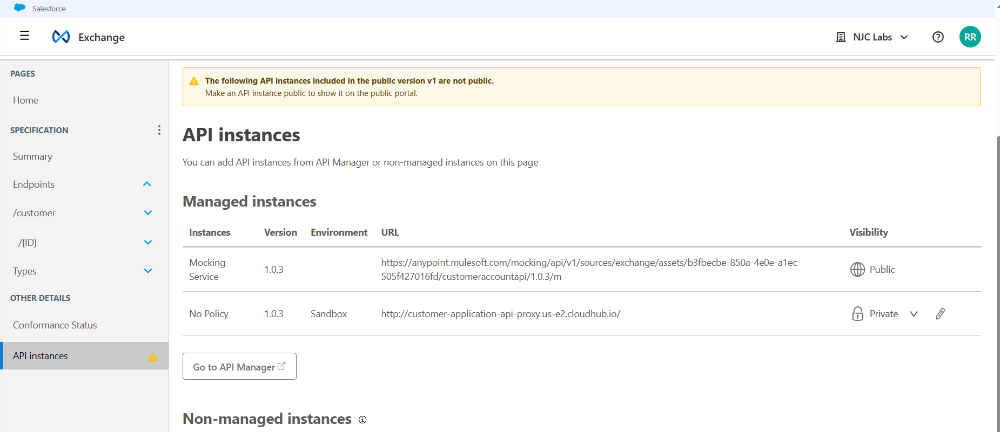 Salesforce
Exchange
NJC Labs
RR
PAGES
Home
SPECIFICATION
Summary
Endpoints
/customer
/{ID}
Types
OTHER DETAILS
Conformance Status
API instances
The following API instances included in the public version v1 are not public.
Make an API instance public to show it on the public portal.
API instances
You can add API instances from API Manager or non-managed instances on this page
Managed instances
Instances Version Environment URL Visibility
Mocking Service 1.0.3 https://anypoint.mulesoft.com/mocking/api/v1/sources/exchange/assets/b3fbecbe-850a-4e0e-a1ec-
505f427016fd/customeraccountapi/1.0.3/m Public
No Policy 1.0.3 Sandbox http://customer-application-api-proxy.us-e2.cloudhub.io/ Private
Go to API Manager
Non-managed instances